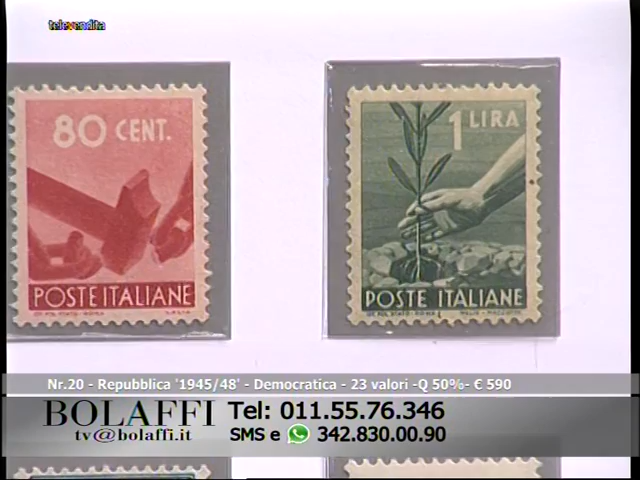 televendita
80 CENT.
POSTE ITALIANE
1 LIRA
POSTE ITALIANE
Nr.20 - Repubblica '1945/48' - Democratica - 23 valori -Q 50%- € 590
BOLAFFI
tv@bolaffi.it
Tel: 011.55.76.346
SMS e 342.830.00.90